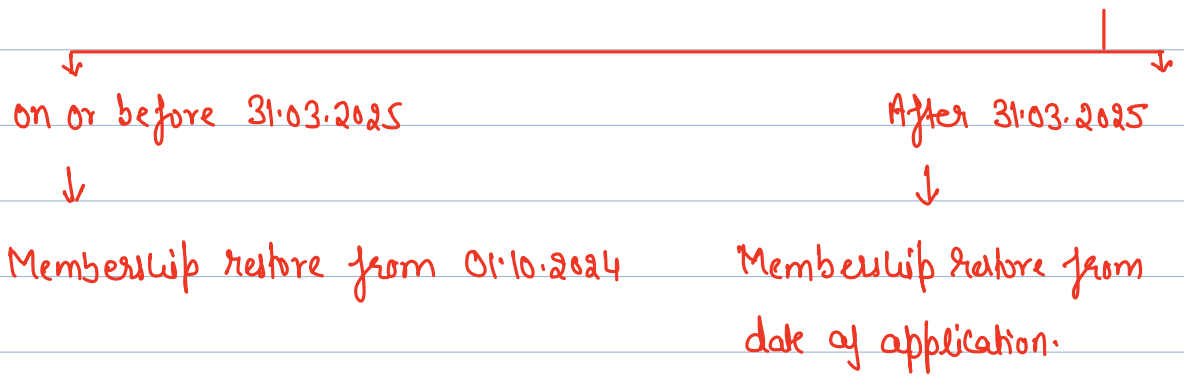 on or before 31.03.2025
After 31.03.2025
Membership restore from 01.10.2024
Membership restore from
date of application.